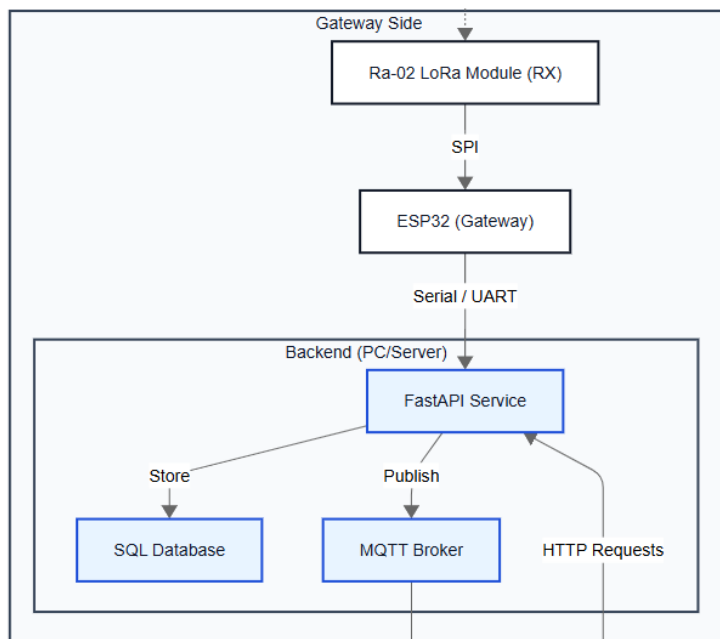 Gateway Side
Ra-02 LoRa Module (RX)
SPI
ESP32 (Gateway)
Serial / UART
Backend (PC/Server)
FastAPI Service
Store
Publish
SQL Database
MQTT Broker
HTTP Requests